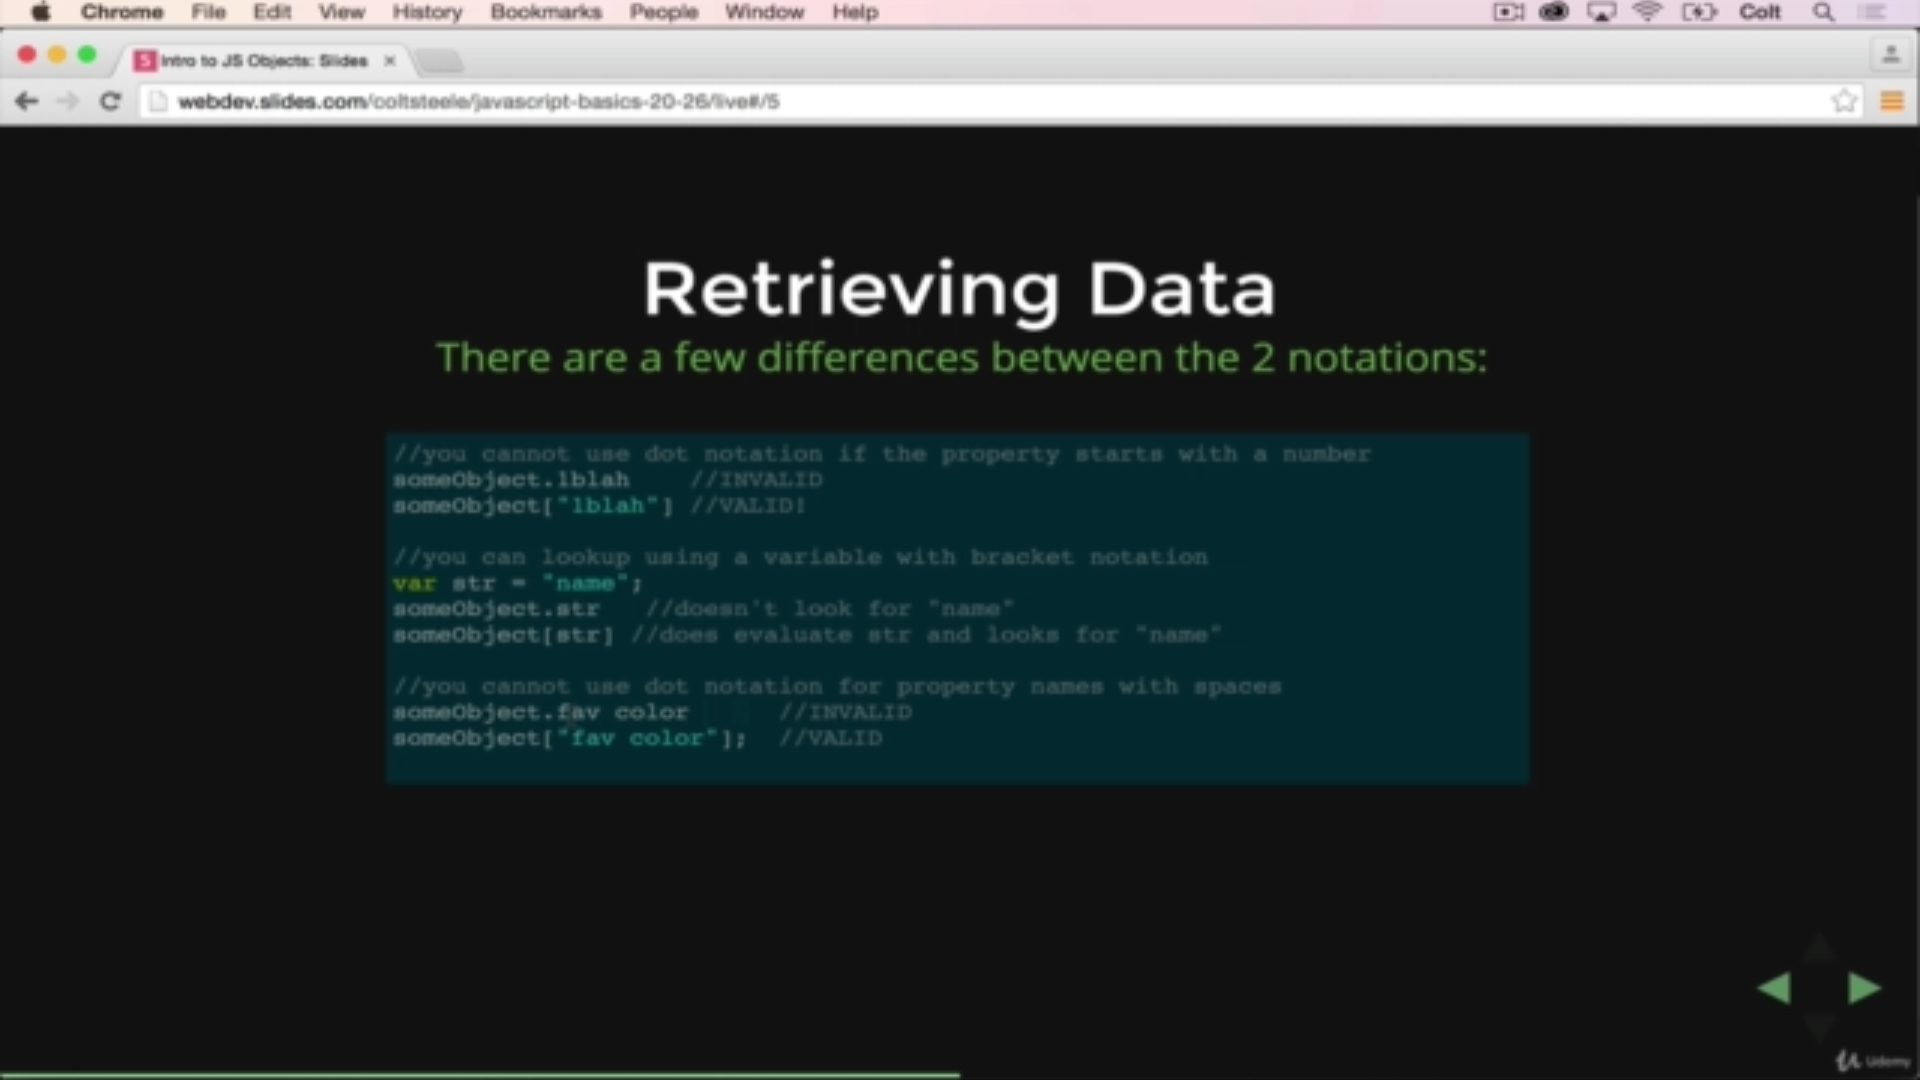 Chrome File Edit View History Bookmarks People Window Help Colt
Intro to JS Objects: Slides
webdev.slides.com/coltsteele/javascript-basics-20-26/live#/5
Retrieving Data
There are a few differences between the 2 notations:
//you cannot use dot notation if the property starts with a number
someObject.1blah //INVALID
someObject["1blah"] //VALID!
//you can lookup using a variable with bracket notation
var str = "name";
someObject.str //doesn't look for "name"
someObject[str] //does evaluate str and looks for "name"
//you cannot use dot notation for property names with spaces
someObject.fav color //INVALID
someObject["fav color"]; //VALID
Udemy